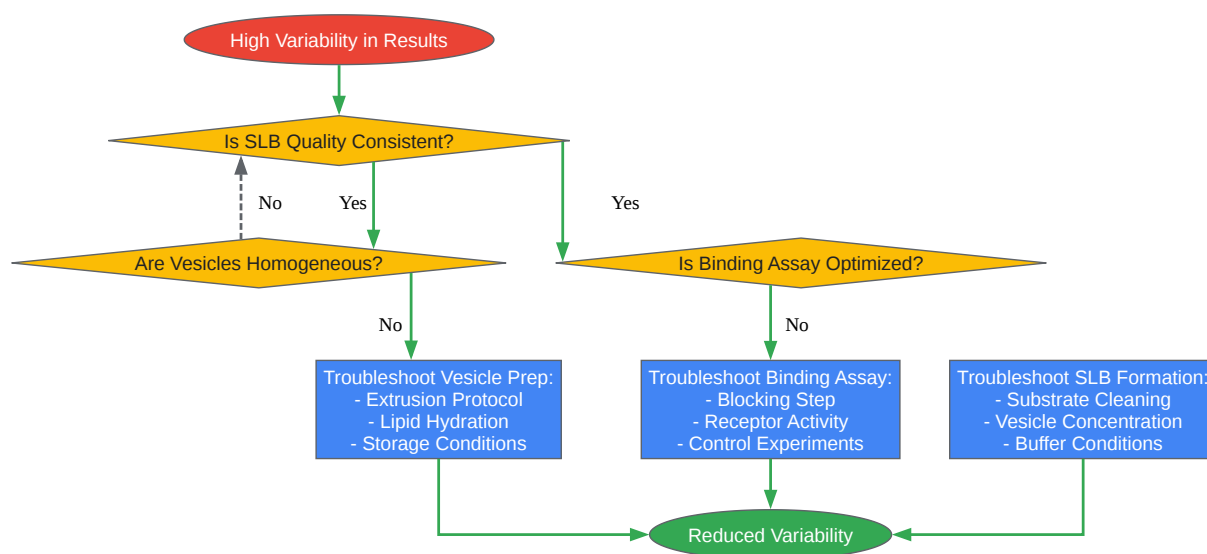 High Variability in Results
Is SLB Quality Consistent?
No
Yes
Yes
Are Vesicles Homogeneous?
Is Binding Assay Optimized?
No
No
Troubleshoot Vesicle Prep:
- Extrusion Protocol
- Lipid Hydration
- Storage Conditions
Troubleshoot Binding Assay:
- Blocking Step
- Receptor Activity
- Control Experiments
Troubleshoot SLB Formation:
- Substrate Cleaning
- Vesicle Concentration
- Buffer Conditions
Reduced Variability